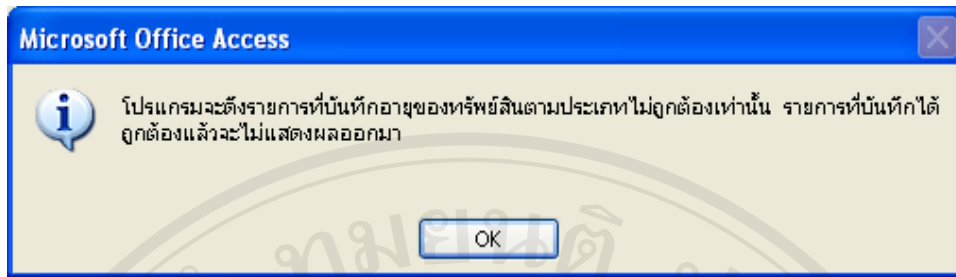 Microsoft Office Access
โปรแกรมจะดึงรายการที่บันทึกอายุของทรัพย์สินตามประเภทไม่ถูกต้องเท่านั้น รายการที่บันทึกได้
ถูกต้องแล้วจะไม่แสดงผลออกมา
OK